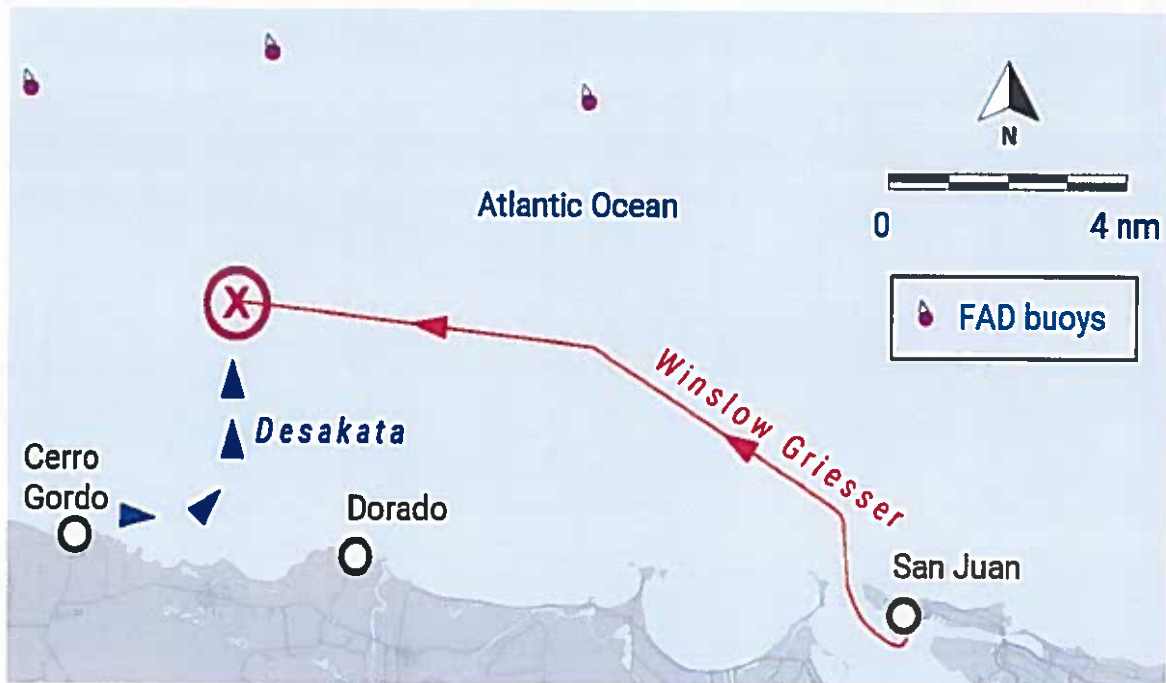 N
Atlantic Ocean
0 4 nm
FAD buoys
X
Winslow Griesser
Desakata
Cerro
Gordo
Dorado
San Juan